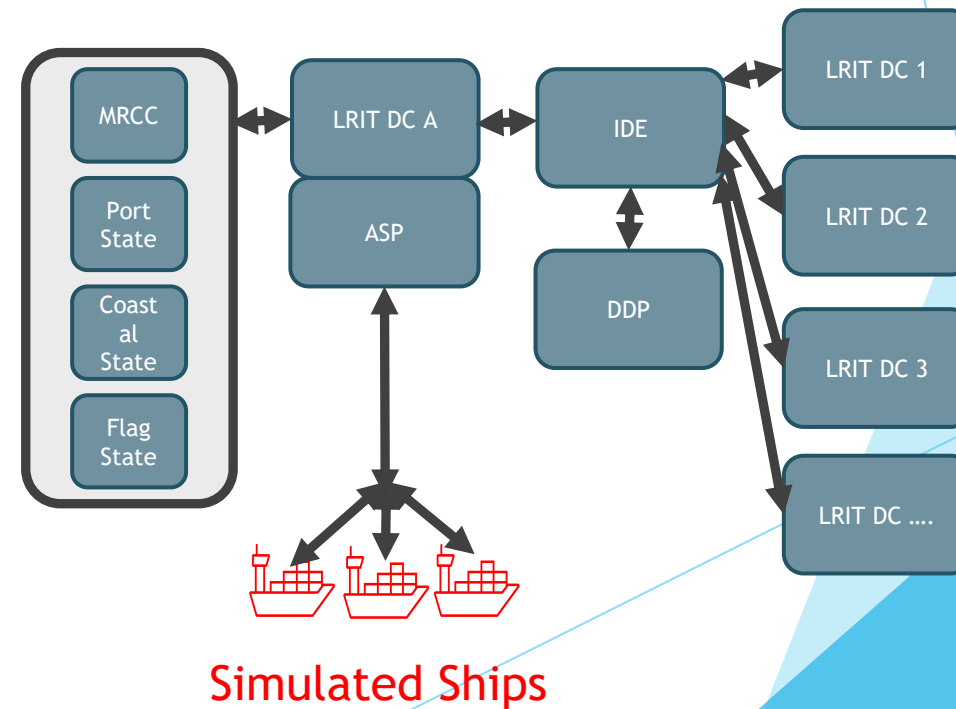 MRCC
Port
State
Coast
al
State
Flag
State
LRIT DC A
ASP
IDE
DDP
LRIT DC 1
LRIT DC 2
LRIT DC 3
LRIT DC ….
Simulated Ships